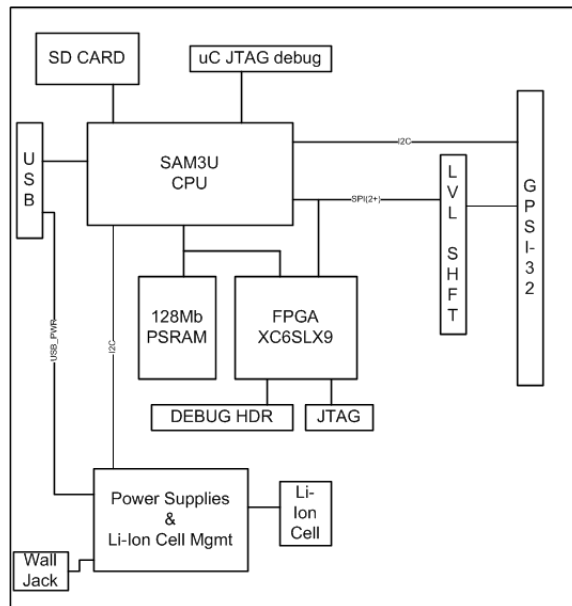 SD CARD
uC JTAG debug
U
S
B
SAM3U
CPU
I2C
SPI(2+)
L
V
L
S
H
F
T
G
P
S
I-
3
2
128Mb
PSRAM
FPGA
XC6SLX9
USB_PWR
I2C
DEBUG HDR
JTAG
Power Supplies
&
Li-Ion Cell Mgmt
Li-
Ion
Cell
Wall
Jack